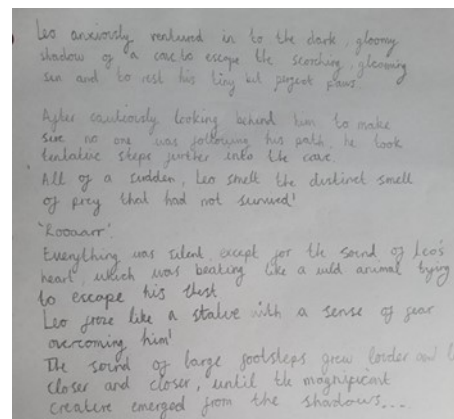 Leo anxiously ventured in to the dark, gloomy
shadow of a cave to escape the scorching, gleaming
sun and to rest his tiny but perfect paws.
After cautiously looking behind him to make
sure no one was following his path, he took
tentative steps further into the cave.
All of a sudden, Leo smelt the distinct smell
of prey that had not survived!
'Rooaarr'.
Everything was silent, except for the sound of Leo's
heart, which was beating like a wild animal trying
to escape his chest.
Leo froze like a statue with a sense of fear
overcoming him!
The sound of large footsteps grew louder and
closer and closer, until the magnificent
creature emerged from the shadows....